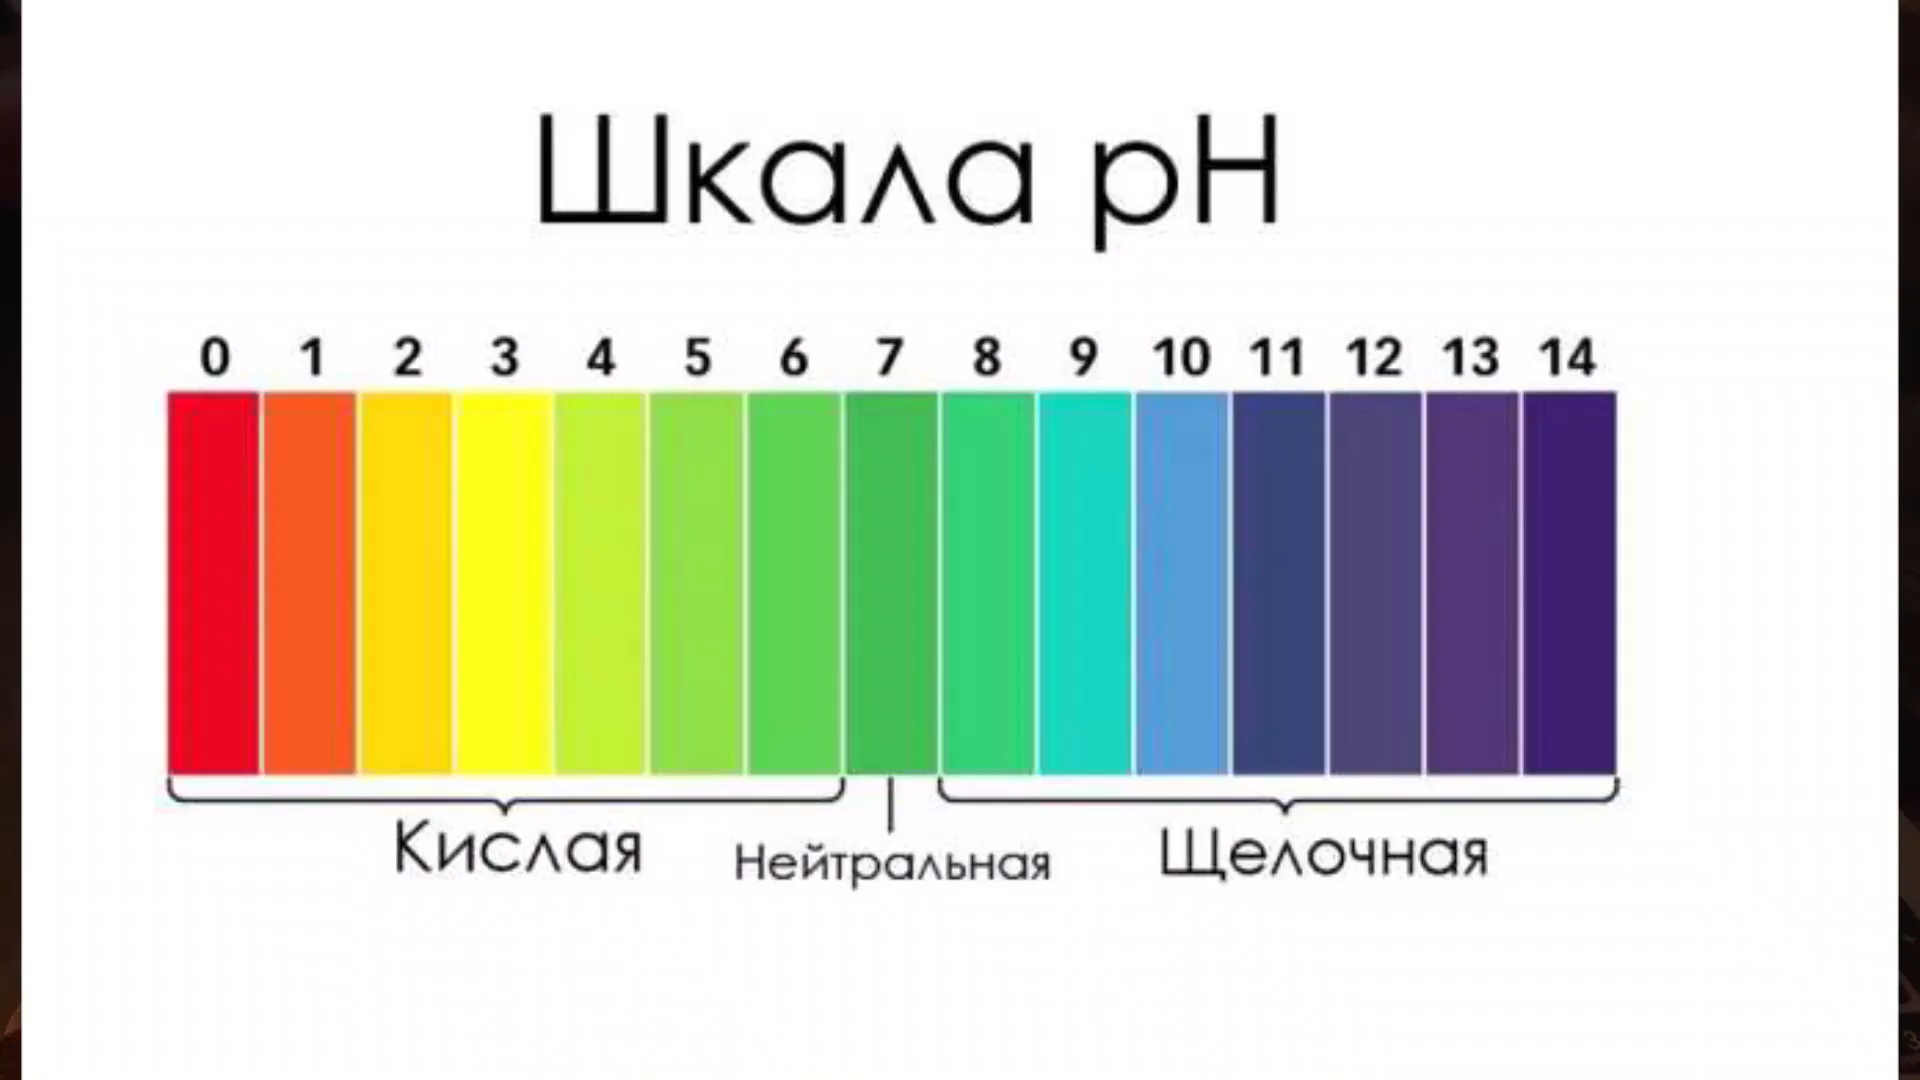 Шкала pH
0 1 2 3 4 5 6 7 8 9 10 11 12 13 14
Кислая Нейтральная Щелочная